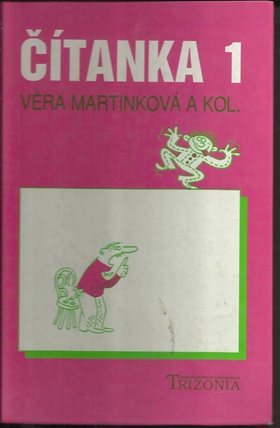 ČÍTANKA 1
VĚRA MARTINKOVÁ A KOL.
TRIZONIA